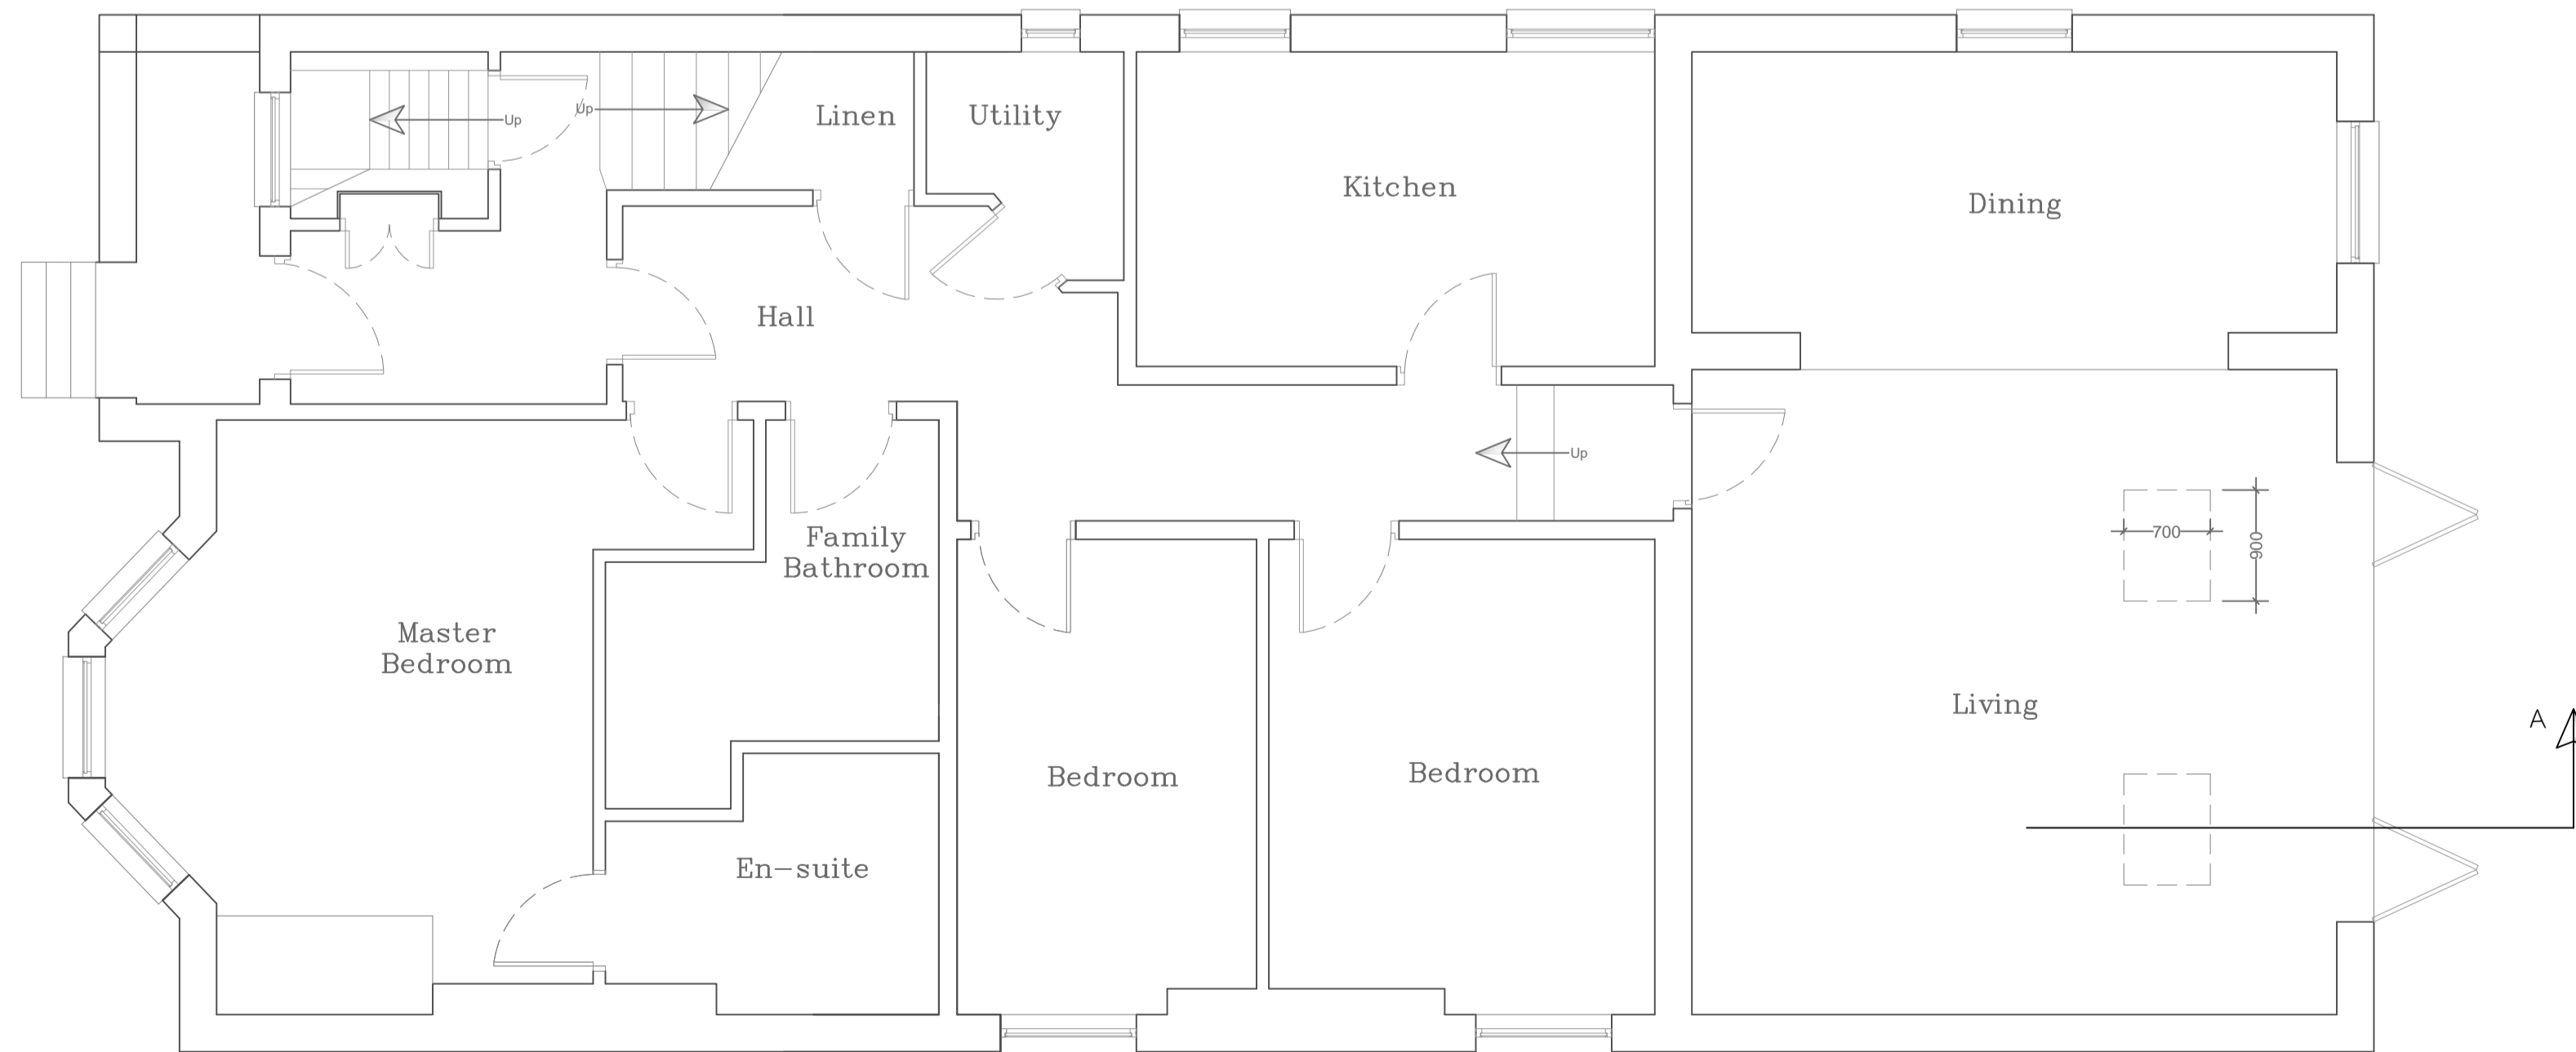 Up
Up
Linen
Utility
Kitchen
Dining
Hall
Up
Family
Bathroom
700
900
Master
Bedroom
Living
A
Bedroom
Bedroom
En-suite